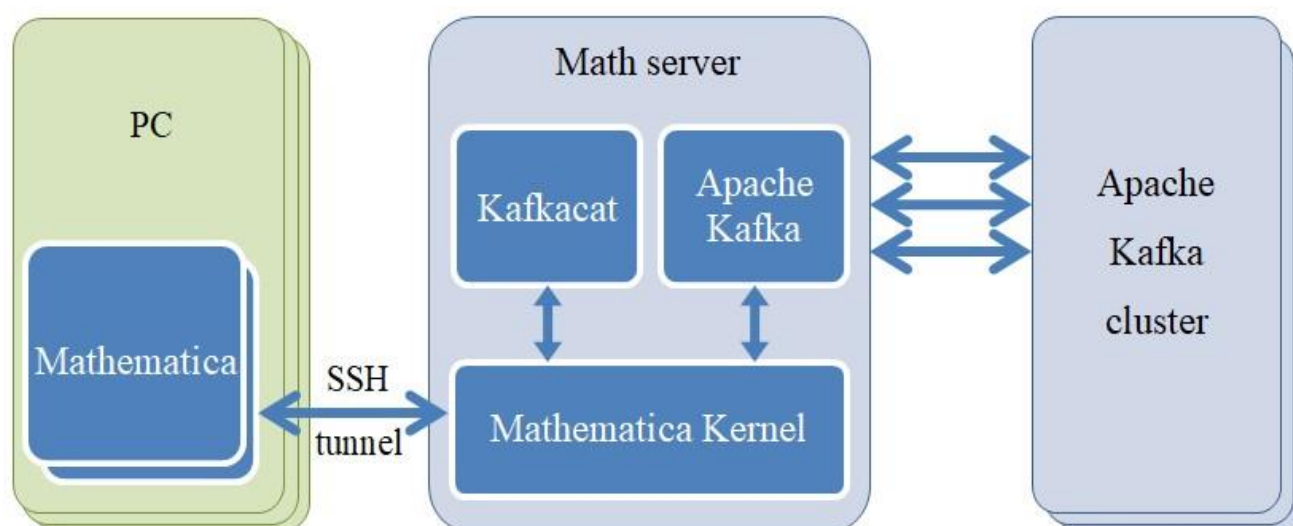 PC
Mathematica
SSH
tunnel
Math server
Kafkacat
Apache
Kafka
Mathematica Kernel
Apache
Kafka
cluster